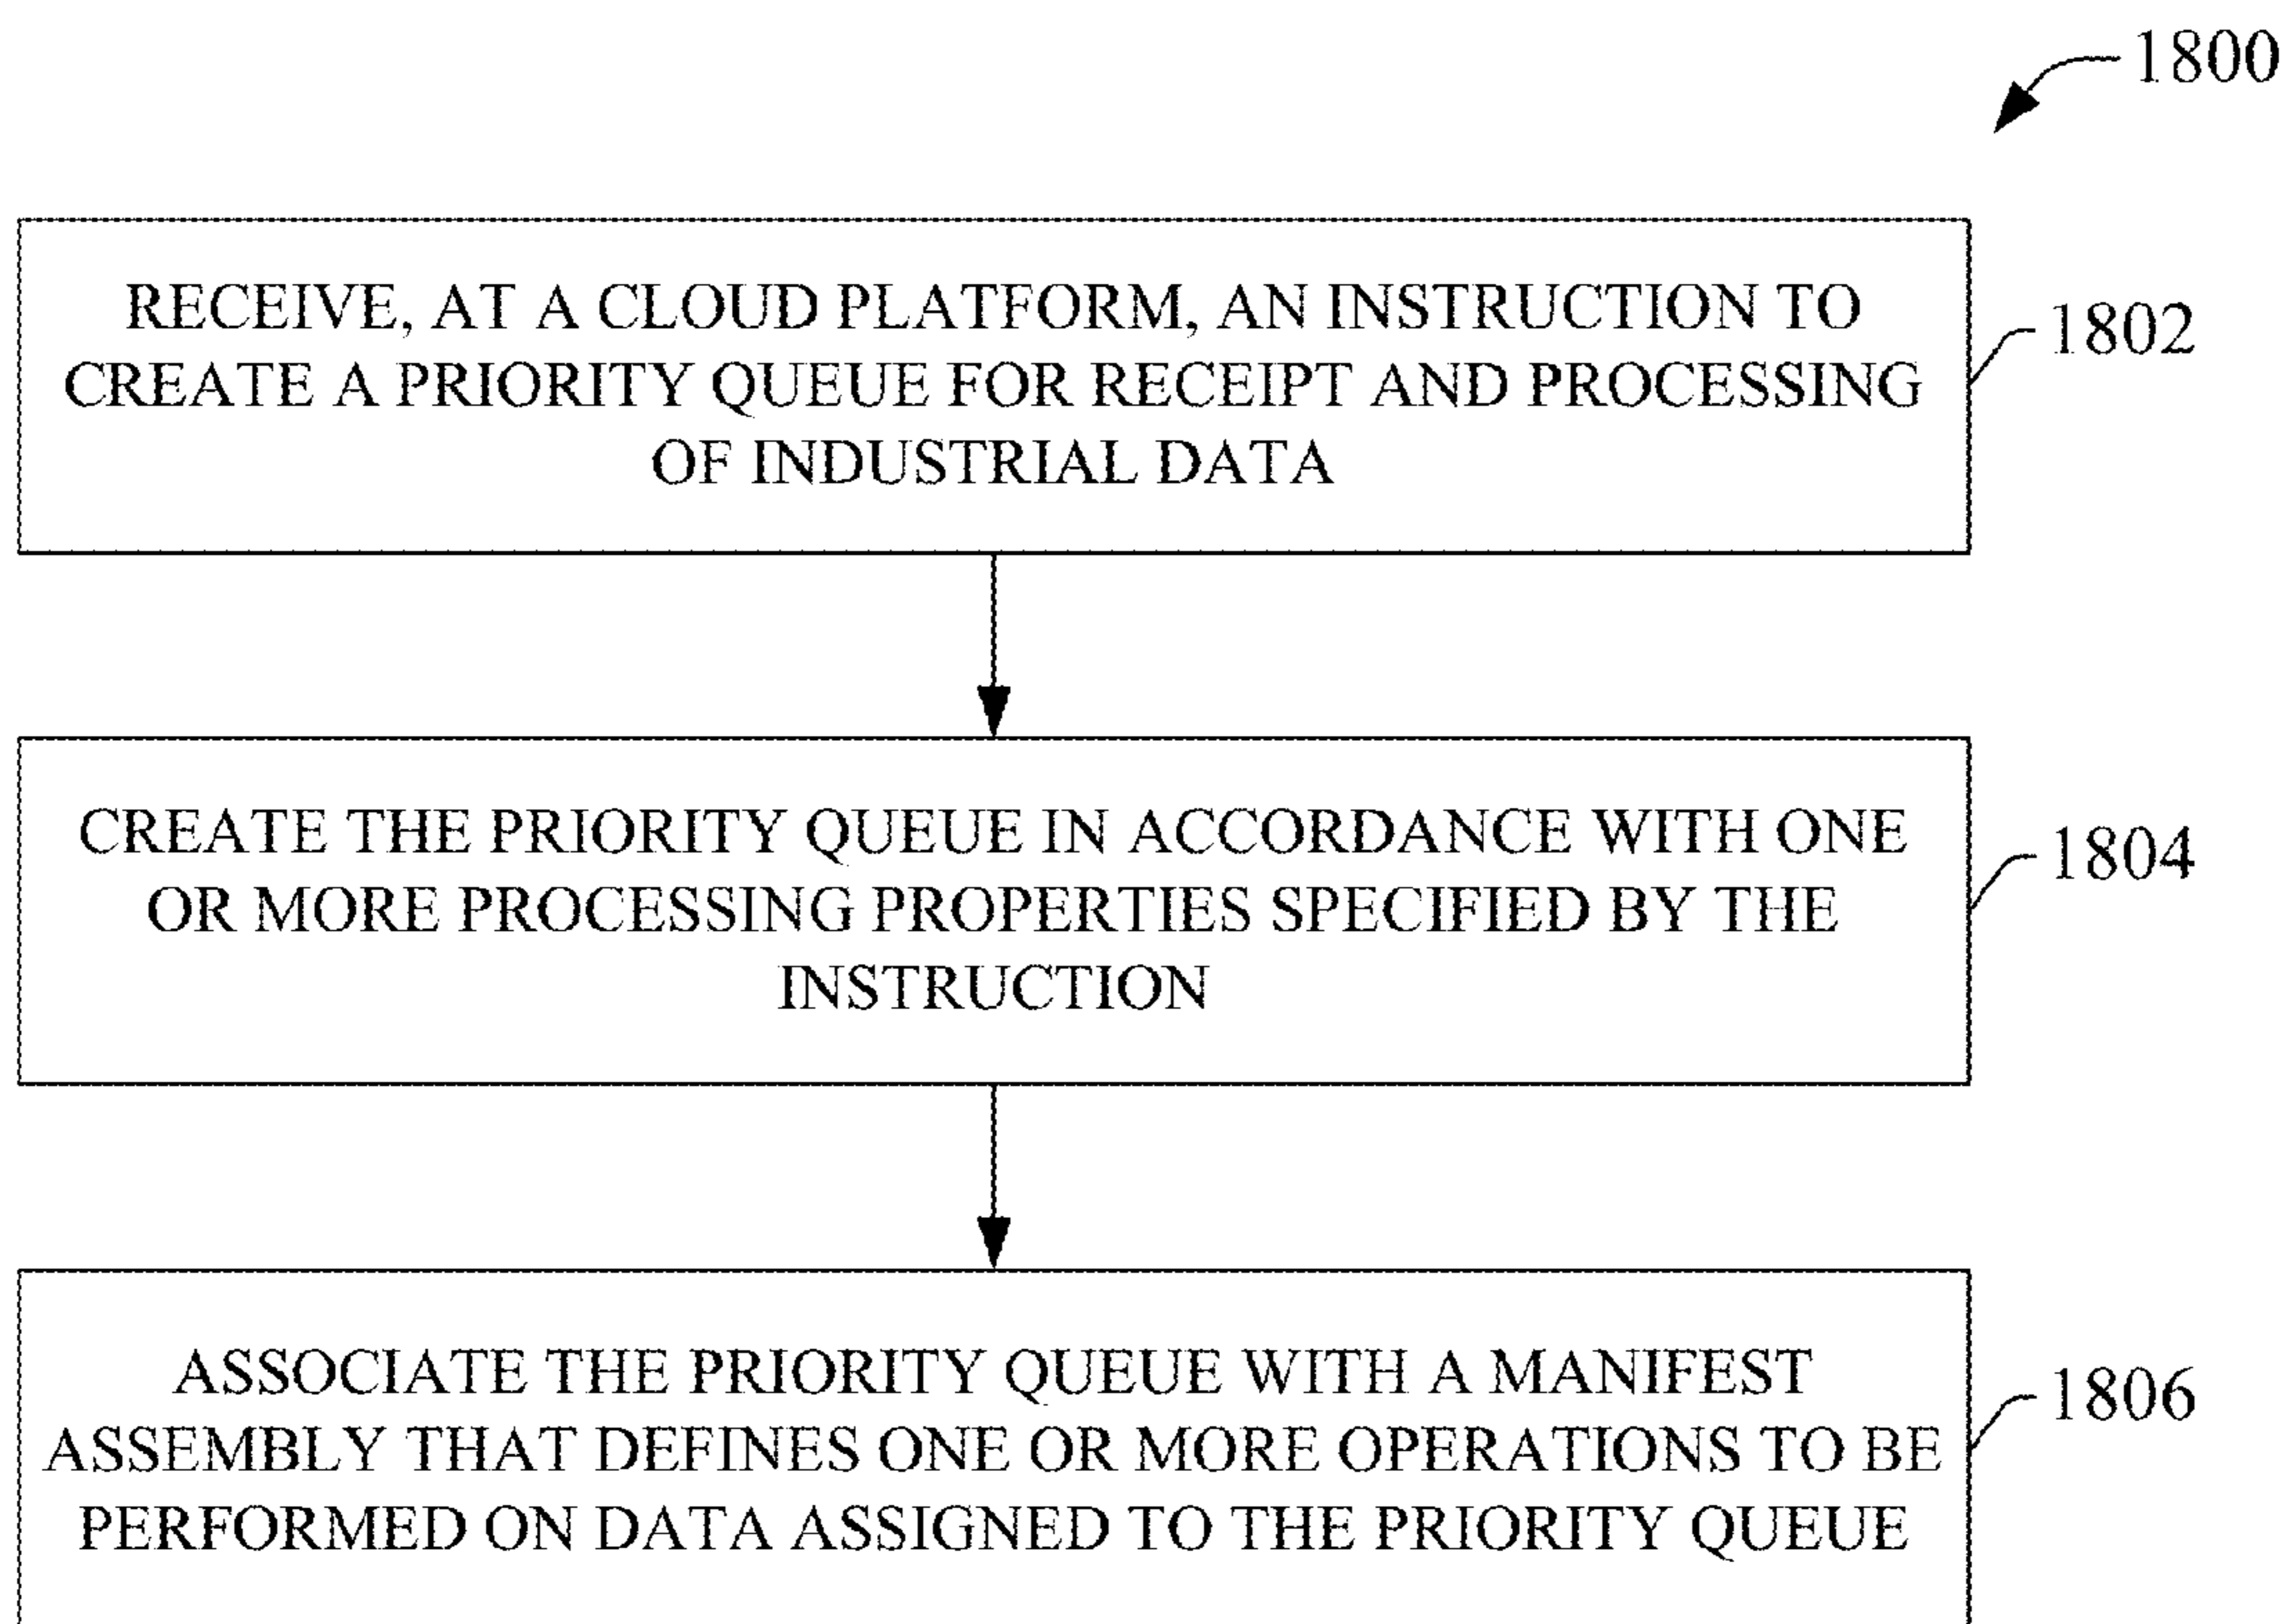 1800
RECEIVE, AT A CLOUD PLATFORM, AN INSTRUCTION TO
CREATE A PRIORITY QUEUE FOR RECEIPT AND PROCESSING
OF INDUSTRIAL DATA
1802
CREATE THE PRIORITY QUEUE IN ACCORDANCE WITH ONE
OR MORE PROCESSING PROPERTIES SPECIFIED BY THE
INSTRUCTION
1804
ASSOCIATE THE PRIORITY QUEUE WITH A MANIFEST
ASSEMBLY THAT DEFINES ONE OR MORE OPERATIONS TO BE
PERFORMED ON DATA ASSIGNED TO THE PRIORITY QUEUE
1806